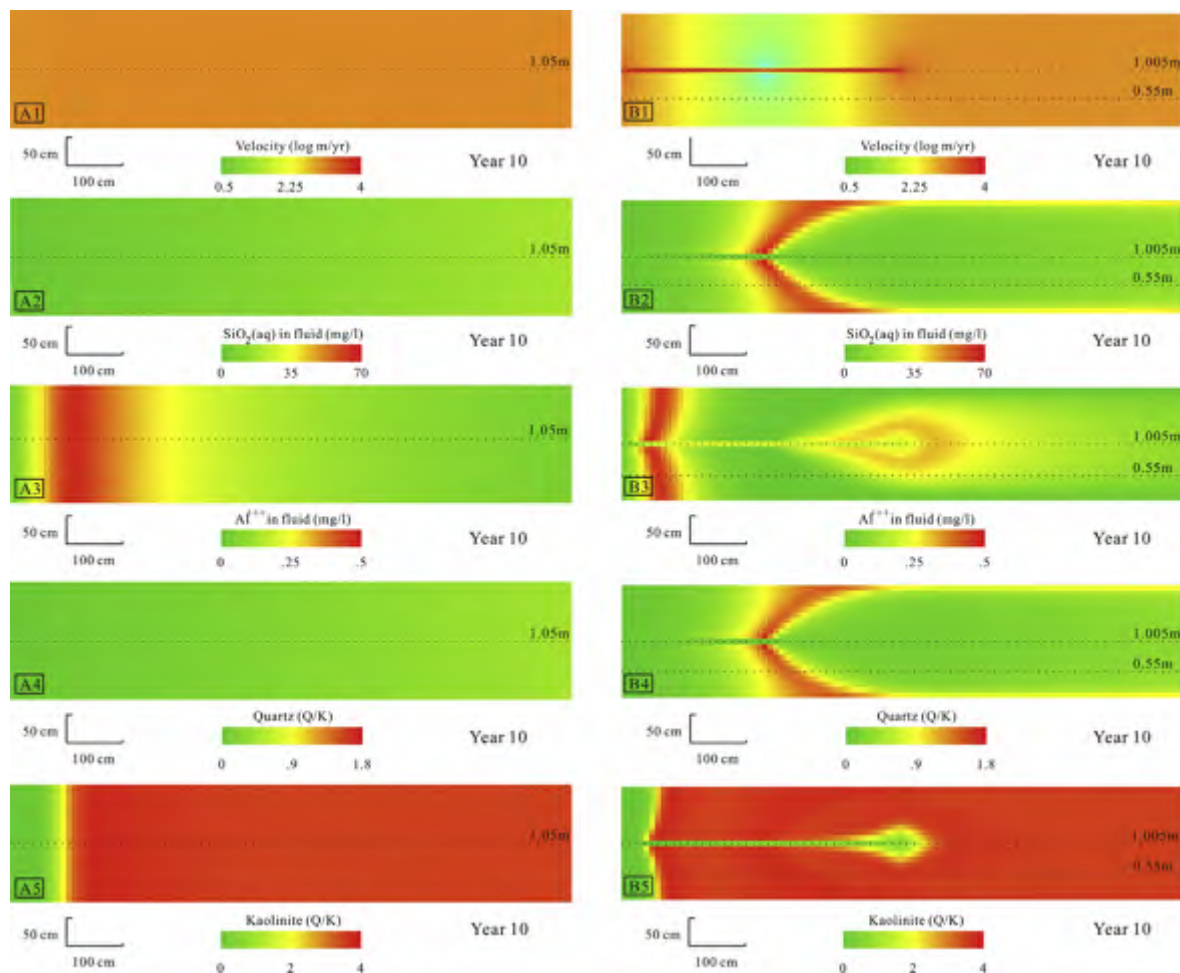 1.05m
A1
1.005m
0.55m
B1
50 cm
100 cm
Velocity (log m/yr)
0.5 2.25 4
Year 10
50 cm
100 cm
Velocity (log m/yr)
0.5 2.25 4
Year 10
1.05m
A2
1.005m
0.55m
B2
50 cm
100 cm
SiO₂(aq) in fluid (mg/l)
0 35 70
Year 10
50 cm
100 cm
SiO₂(aq) in fluid (mg/l)
0 35 70
Year 10
1.05m
A3
1.005m
0.55m
B3
50 cm
100 cm
Al⁺⁺⁺ in fluid (mg/l)
0 .25 .5
Year 10
50 cm
100 cm
Al⁺⁺⁺ in fluid (mg/l)
0 .25 .5
Year 10
1.05m
A4
1.005m
0.55m
B4
50 cm
100 cm
Quartz (Q/K)
0 .9 1.8
Year 10
50 cm
100 cm
Quartz (Q/K)
0 .9 1.8
Year 10
1.05m
A5
1.005m
0.55m
B5
50 cm
100 cm
Kaolinite (Q/K)
0 2 4
Year 10
50 cm
100 cm
Kaolinite (Q/K)
0 2 4
Year 10